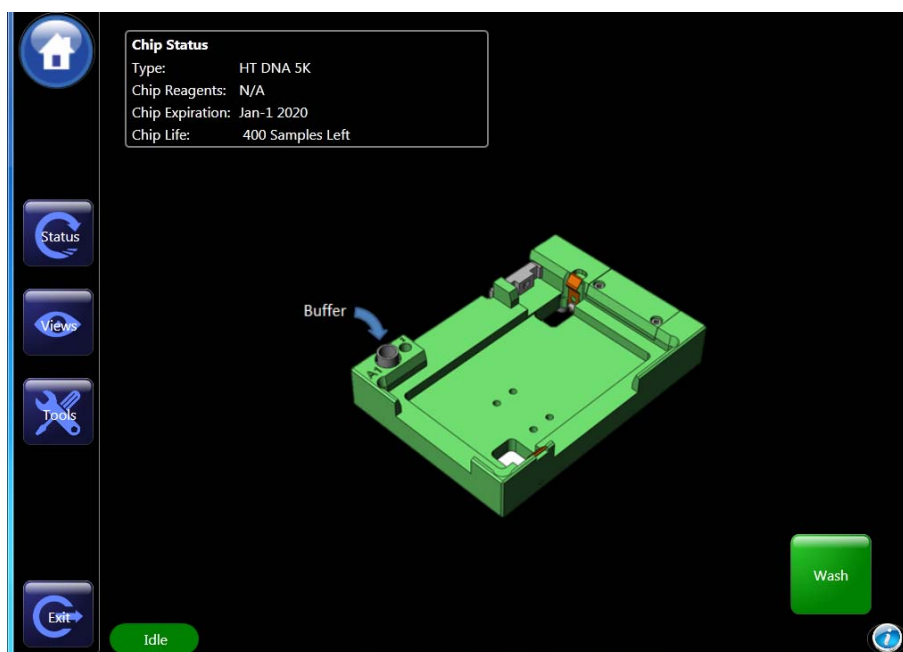 Chip Status
Type: HT DNA 5K
Chip Reagents: N/A
Chip Expiration: Jan-1 2020
Chip Life: 400 Samples Left
Status
Buffer
Views
A1
Tools
Wash
Exit
Idle
i